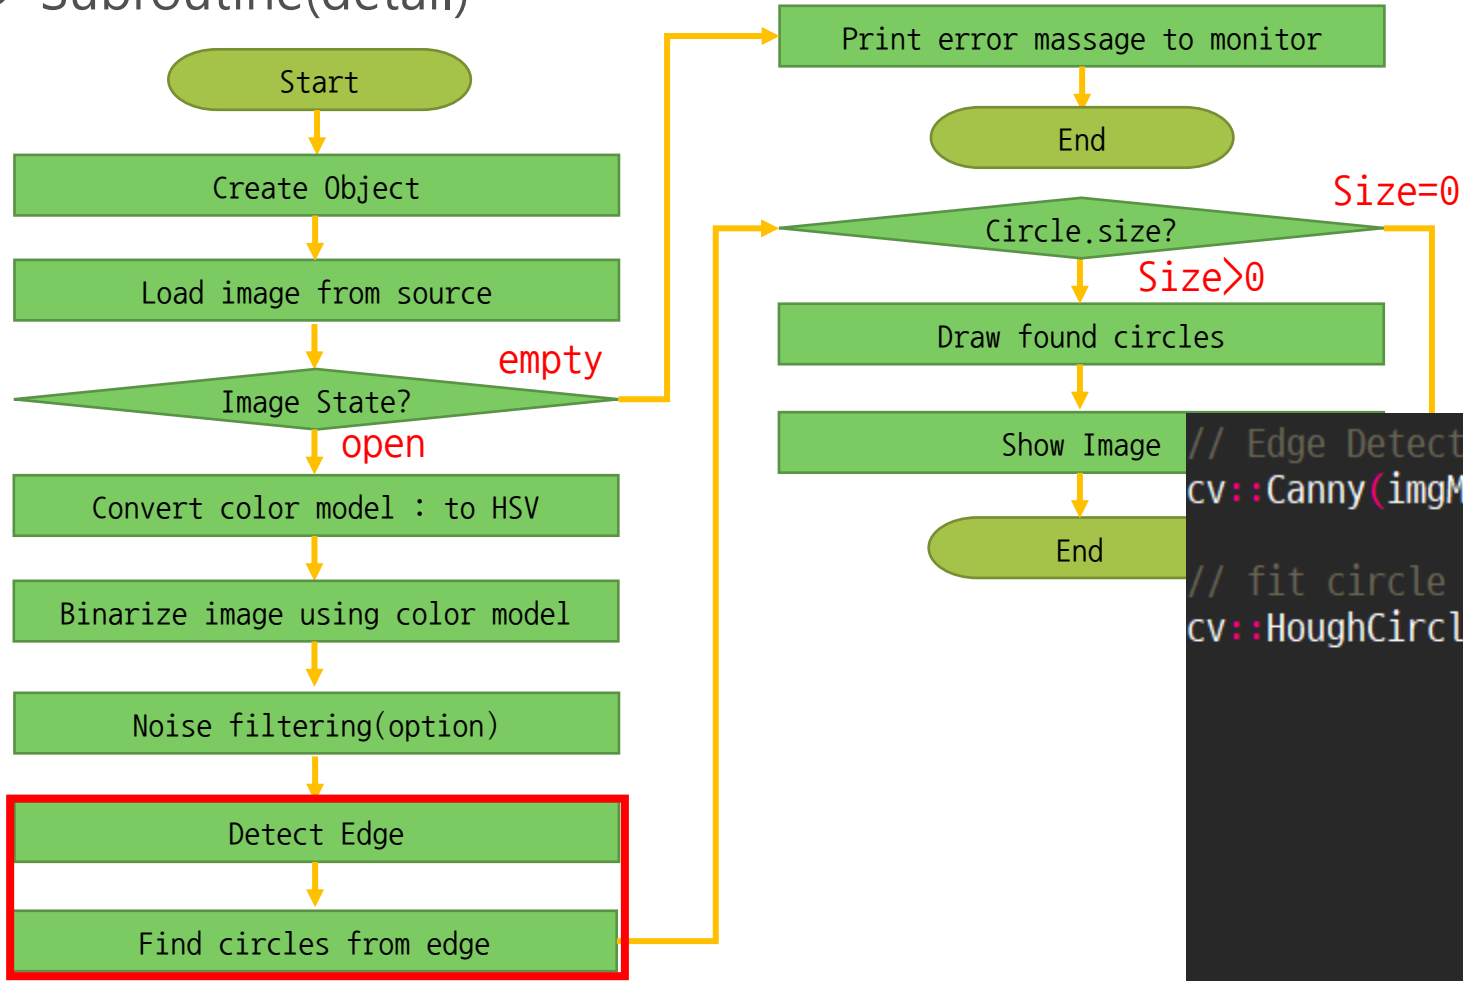 Subroutine(detail)
Start
Create Object
Load image from source
Image State?
empty
open
Convert color model : to HSV
Binarize image using color model
Noise filtering(option)
Detect Edge
Find circles from edge
Print error massage to monitor
End
Circle.size?
Size=0
Size>0
Draw found circles
Show Image
End
// Edge Detect
cv::Canny(imgM
// fit circle
cv::HoughCircl